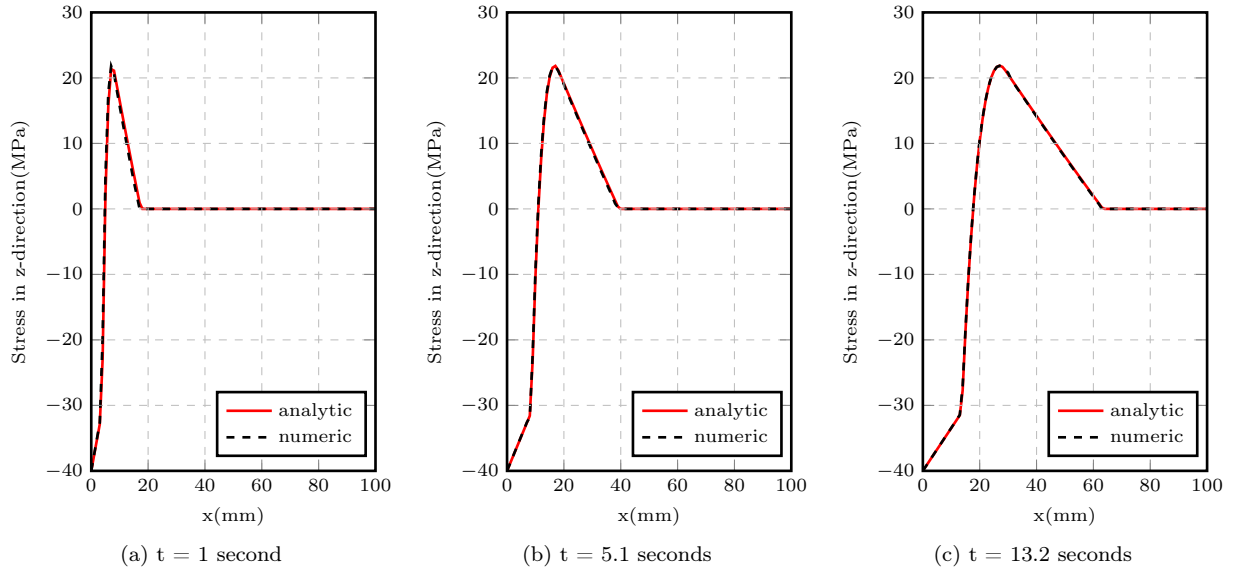 30
20
10
0
−10
−20
−30
−40
0 20 40 60 80 100
Stress in z-direction(MPa)
x(mm)
analytic
numeric
(a) t = 1 second
30
20
10
0
−10
−20
−30
−40
0 20 40 60 80 100
Stress in z-direction(MPa)
x(mm)
analytic
numeric
(b) t = 5.1 seconds
30
20
10
0
−10
−20
−30
−40
0 20 40 60 80 100
Stress in z-direction(MPa)
x(mm)
analytic
numeric
(c) t = 13.2 seconds